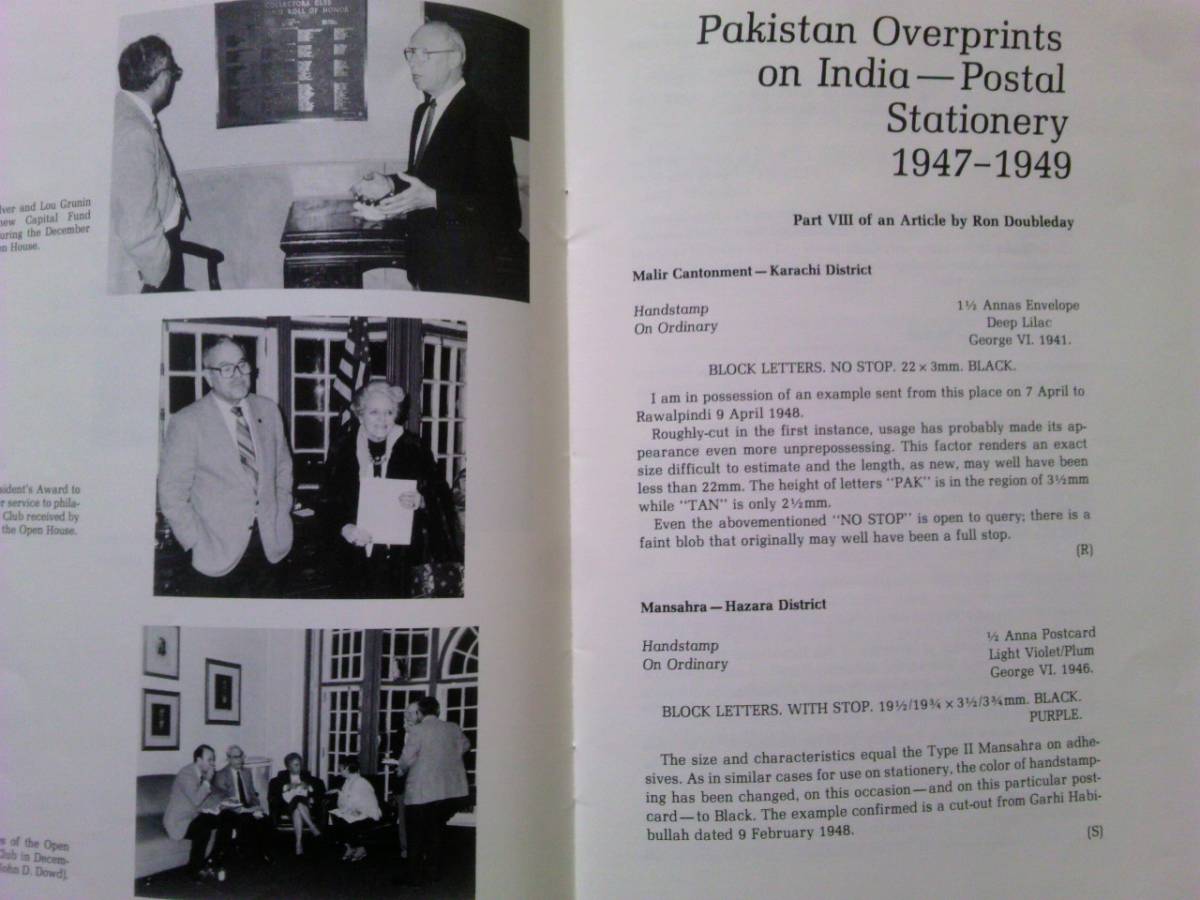 COLLECTORS CLUB
ROLL OF HONOR
lver and Lou Grunin
new Capital Fund
uring the December
n House.
sident's Award to
r service to phila-
Club received by
the Open House.
s of the Open
Club in Decem-
John D. Dowd).
Pakistan Overprints
on India—Postal
Stationery
1947–1949
Part VIII of an Article by Ron Doubleday
Malir Cantonment—Karachi District
Handstamp
On Ordinary
1½ Annas Envelope
Deep Lilac
George VI. 1941.
BLOCK LETTERS. NO STOP. 22 × 3mm. BLACK.
I am in possession of an example sent from this place on 7 April to
Rawalpindi 9 April 1948.
Roughly-cut in the first instance, usage has probably made its ap-
pearance even more unprepossessing. This factor renders an exact
size difficult to estimate and the length, as new, may well have been
less than 22mm. The height of letters "PAK" is in the region of 3½mm
while "TAN" is only 2½mm.
Even the abovementioned "NO STOP" is open to query; there is a
faint blob that originally may well have been a full stop.
(R)
Mansahra—Hazara District
Handstamp
On Ordinary
½ Anna Postcard
Light Violet/Plum
George VI. 1946.
BLOCK LETTERS. WITH STOP. 19½/19¾ × 3½/3¾mm. BLACK.
PURPLE.
The size and characteristics equal the Type II Mansahra on adhe-
sives. As in similar cases for use on stationery, the color of handstamp-
ing has been changed, on this occasion—and on this particular post-
card—to Black. The example confirmed is a cut-out from Garhi Habi-
bullah dated 9 February 1948.
(S)